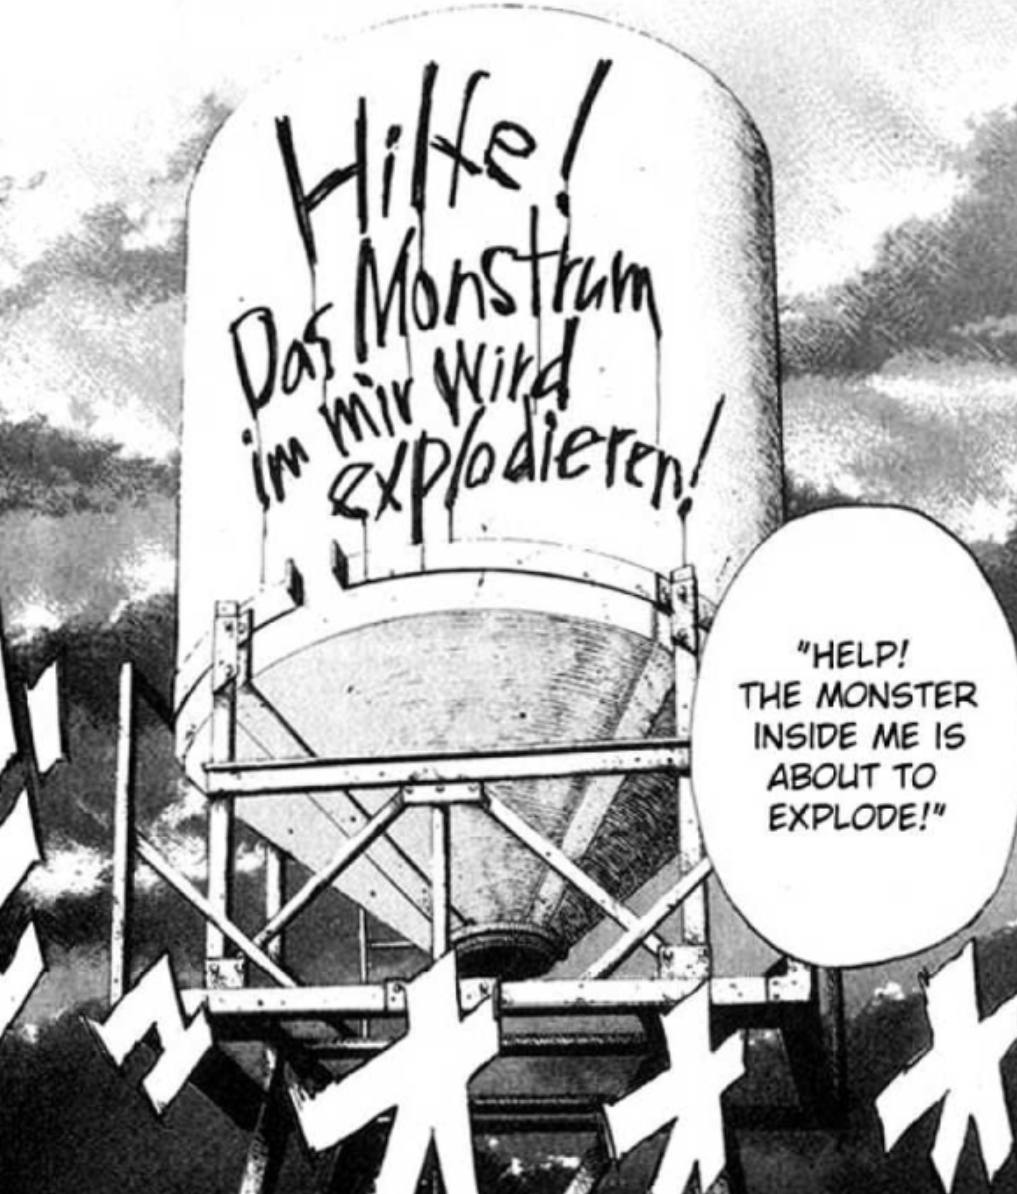 Hilfe!
Das Monstrum
im mir wird
explodieren!
"HELP!
THE MONSTER
INSIDE ME IS
ABOUT TO
EXPLODE!"